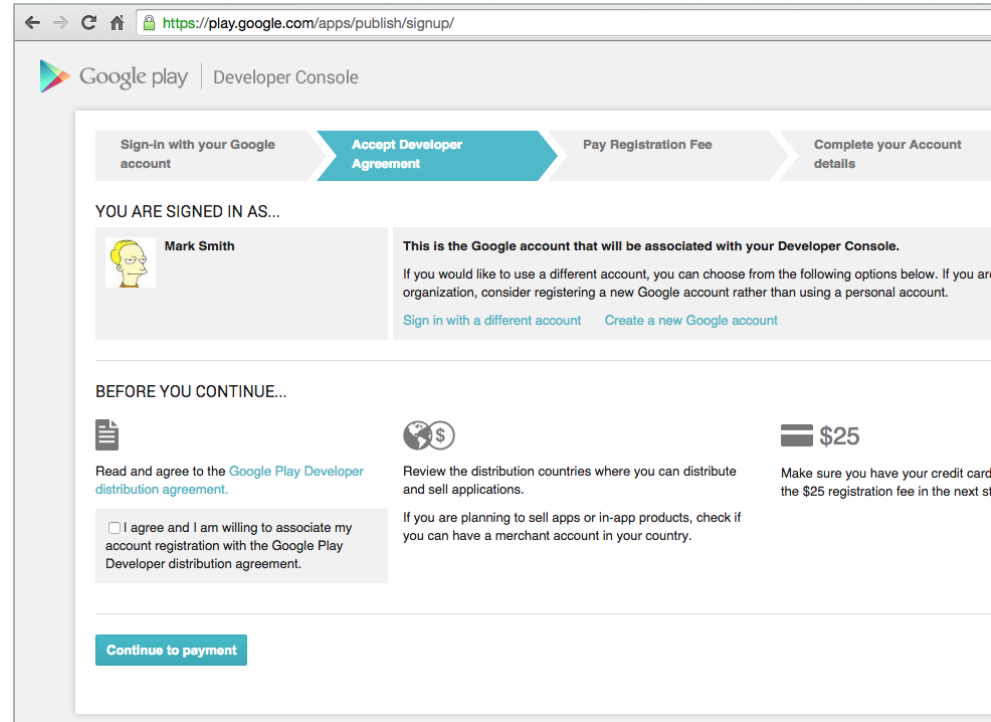 https://play.google.com/apps/publish/signup/
Google play | Developer Console
Sign-in with your Google
account
Accept Developer
Agreement
Pay Registration Fee
Complete your Account
details
YOU ARE SIGNED IN AS...
Mark Smith
This is the Google account that will be associated with your Developer Console.
If you would like to use a different account, you can choose from the following options below. If you are
organization, consider registering a new Google account rather than using a personal account.
Sign in with a different account
Create a new Google account
BEFORE YOU CONTINUE...
Read and agree to the Google Play Developer
distribution agreement.
I agree and I am willing to associate my
account registration with the Google Play
Developer distribution agreement.
$
Review the distribution countries where you can distribute
and sell applications.
If you are planning to sell apps or in-app products, check if
you can have a merchant account in your country.
$25
Make sure you have your credit card
the $25 registration fee in the next
Continue to payment